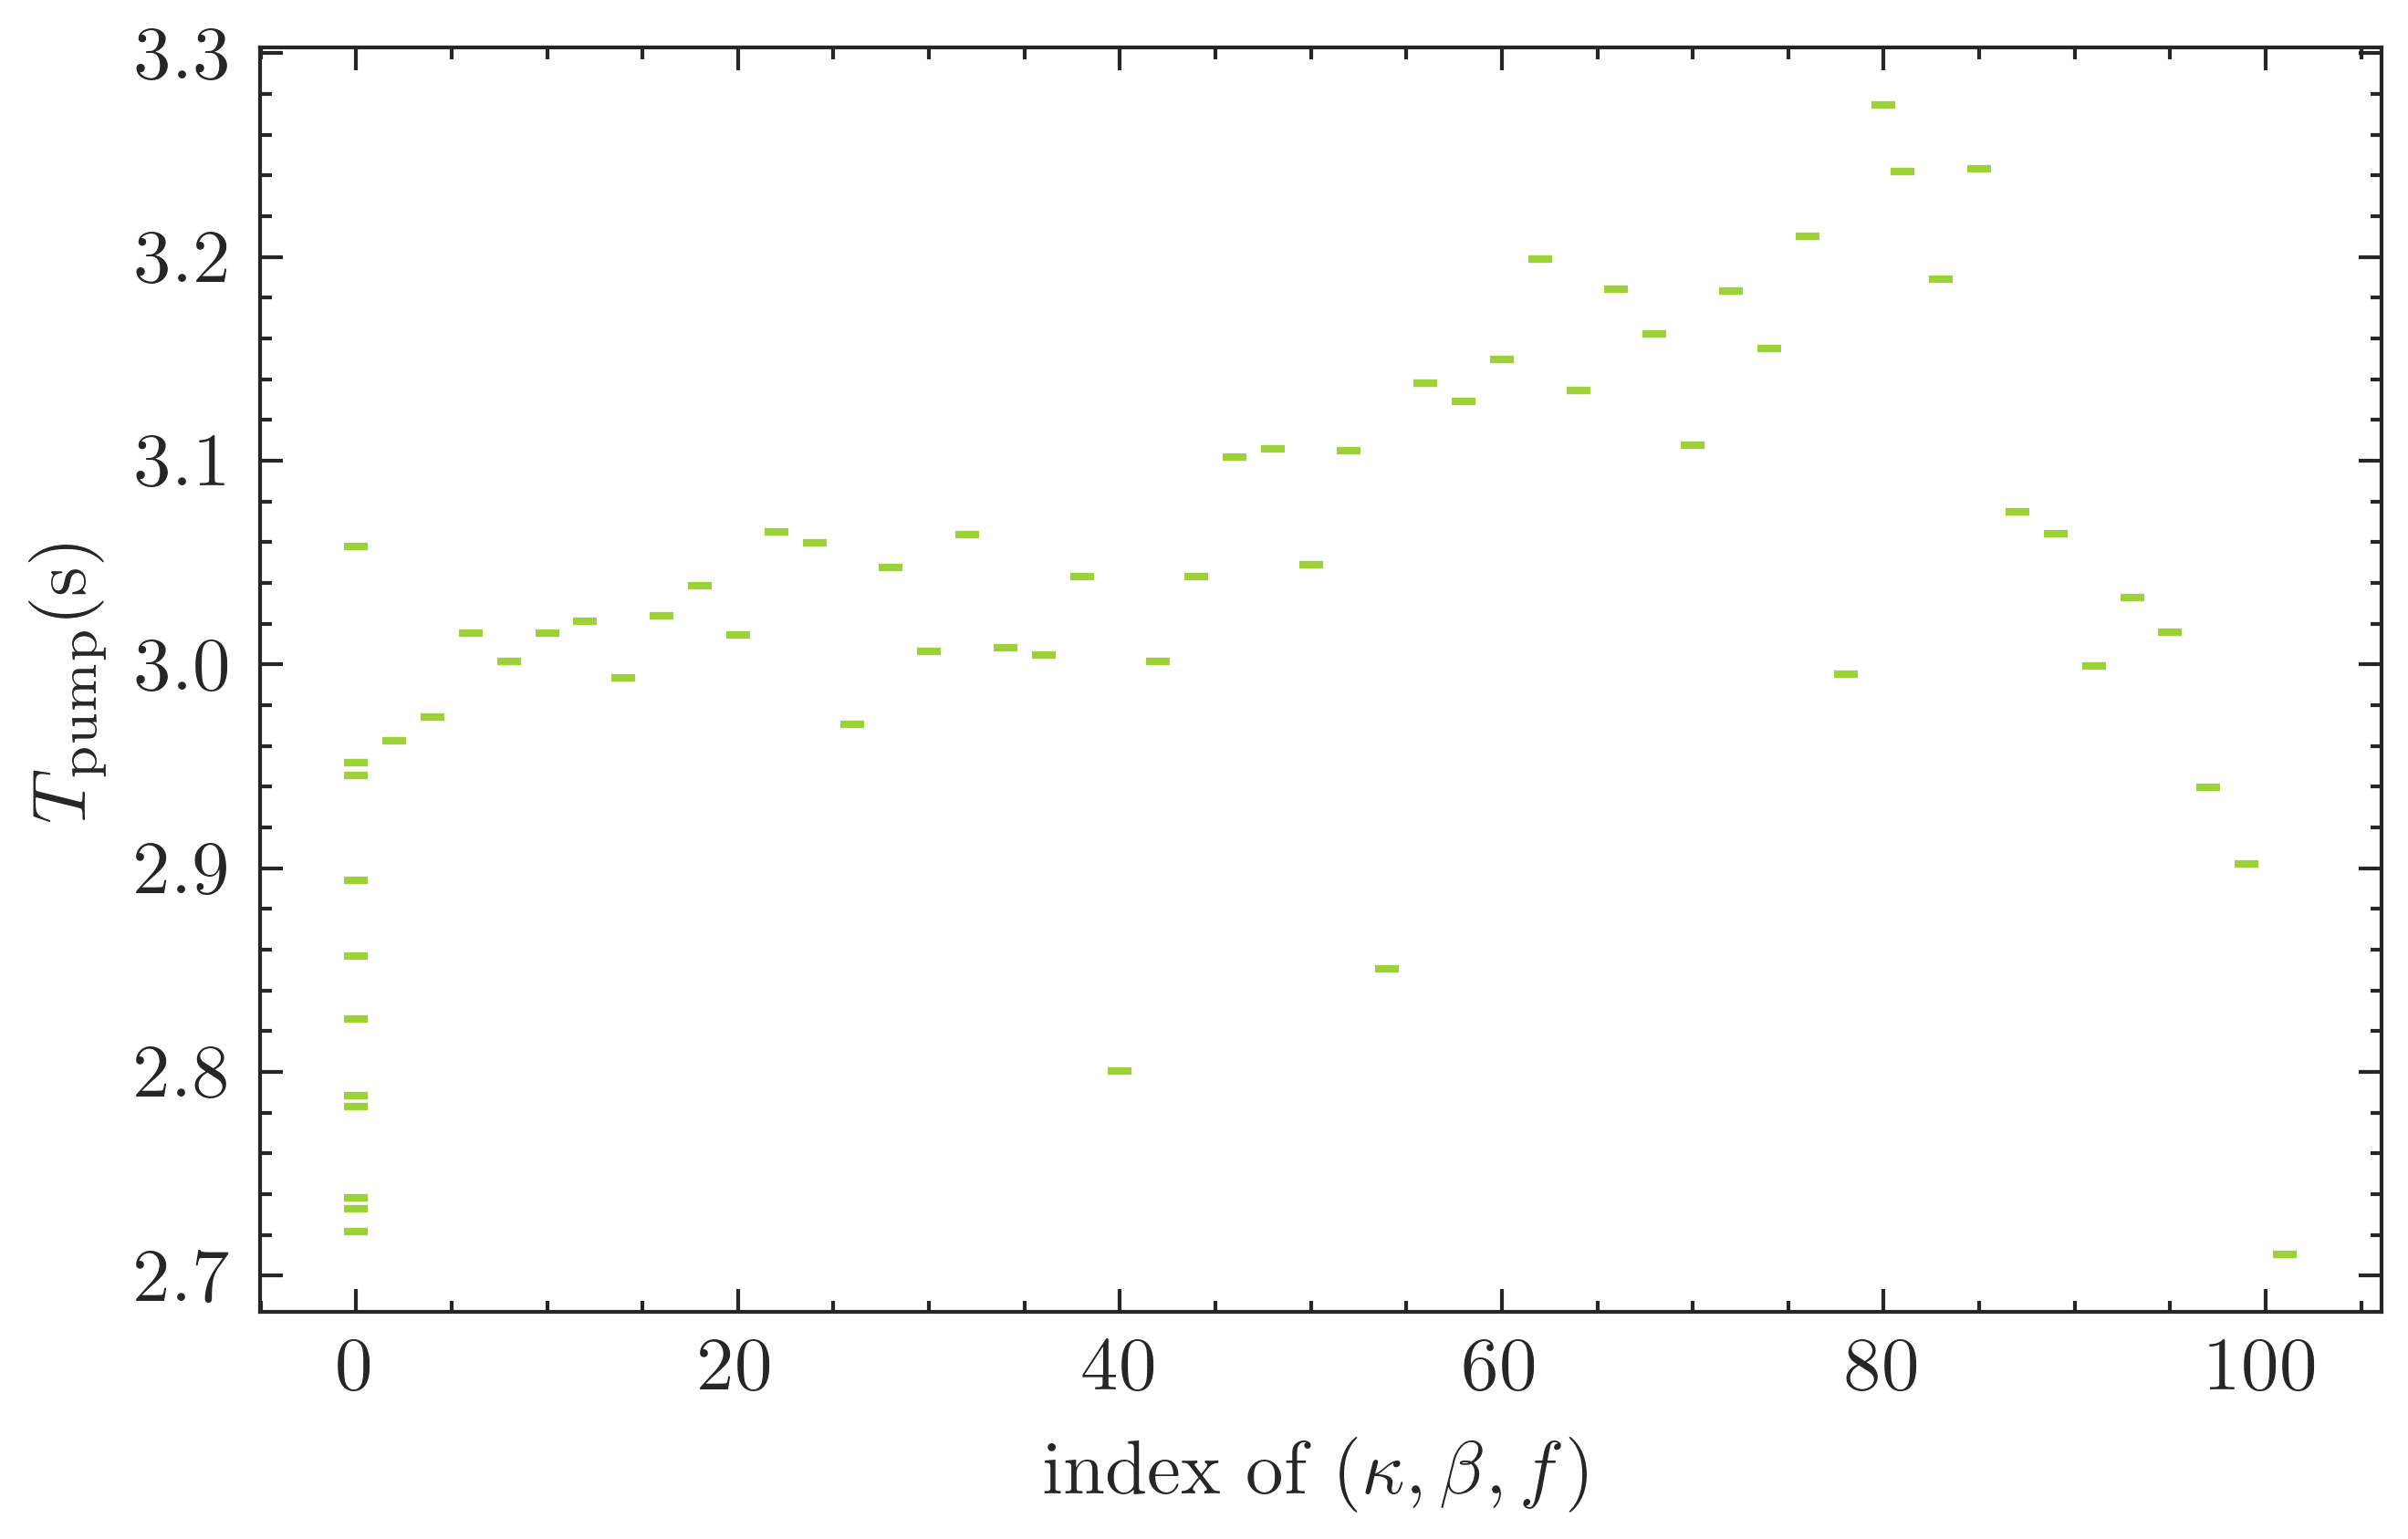 3.3
3.2
3.1
3.0
2.9
2.8
2.7
T_pump(s)
0 20 40 60 80 100
index of (κ, β, f)